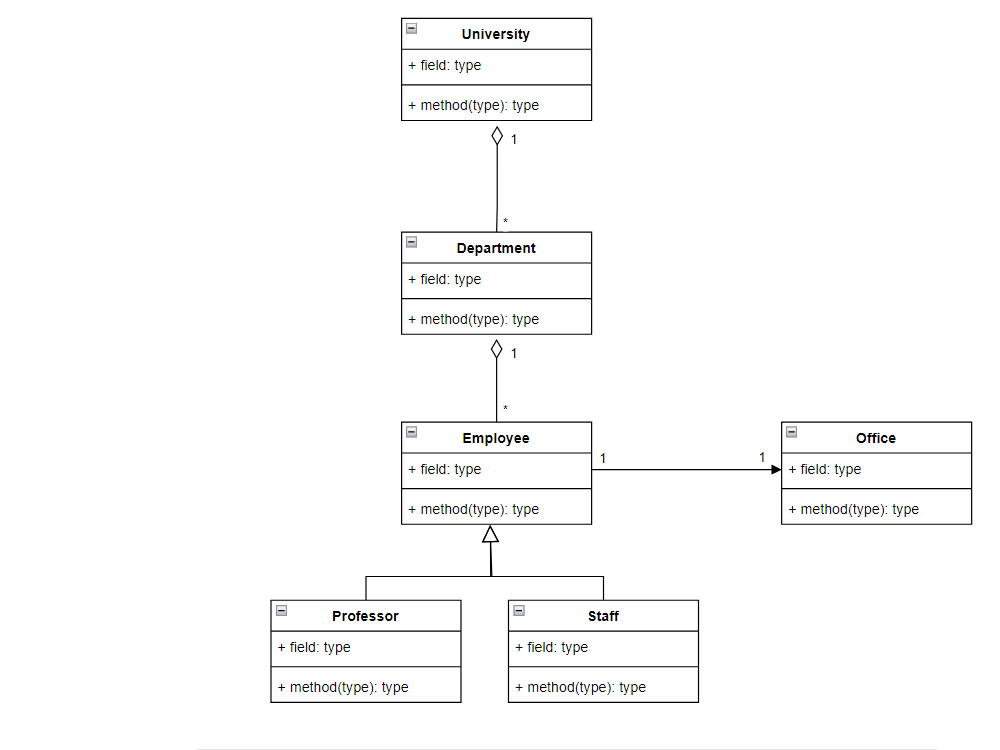 University
+ field: type
+ method(type): type
1
*
Department
+ field: type
+ method(type): type
1
*
Employee
+ field: type
+ method(type): type
1
1
Office
+ field: type
+ method(type): type
Professor
+ field: type
+ method(type): type
Staff
+ field: type
+ method(type): type